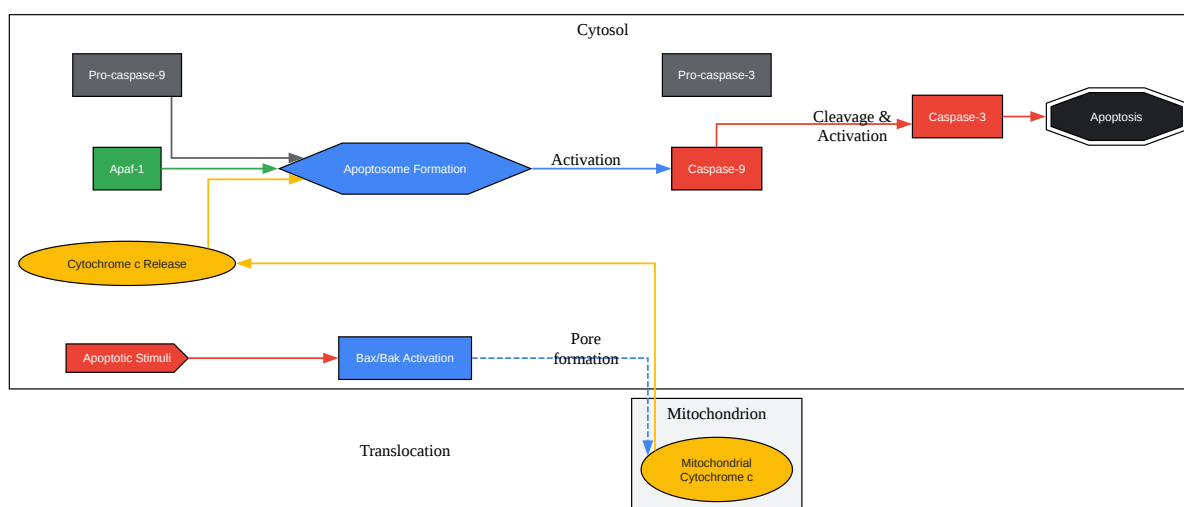 Cytosol
Pro-caspase-9
Pro-caspase-3
Cleavage &
Activation
Caspase-3
Apoptosis
Apaf-1
Apoptosome Formation
Activation
Caspase-9
Cytochrome c Release
Apoptotic Stimuli
Bax/Bak Activation
Pore
formation
Mitochondrion
Translocation
Mitochondrial
Cytochrome c